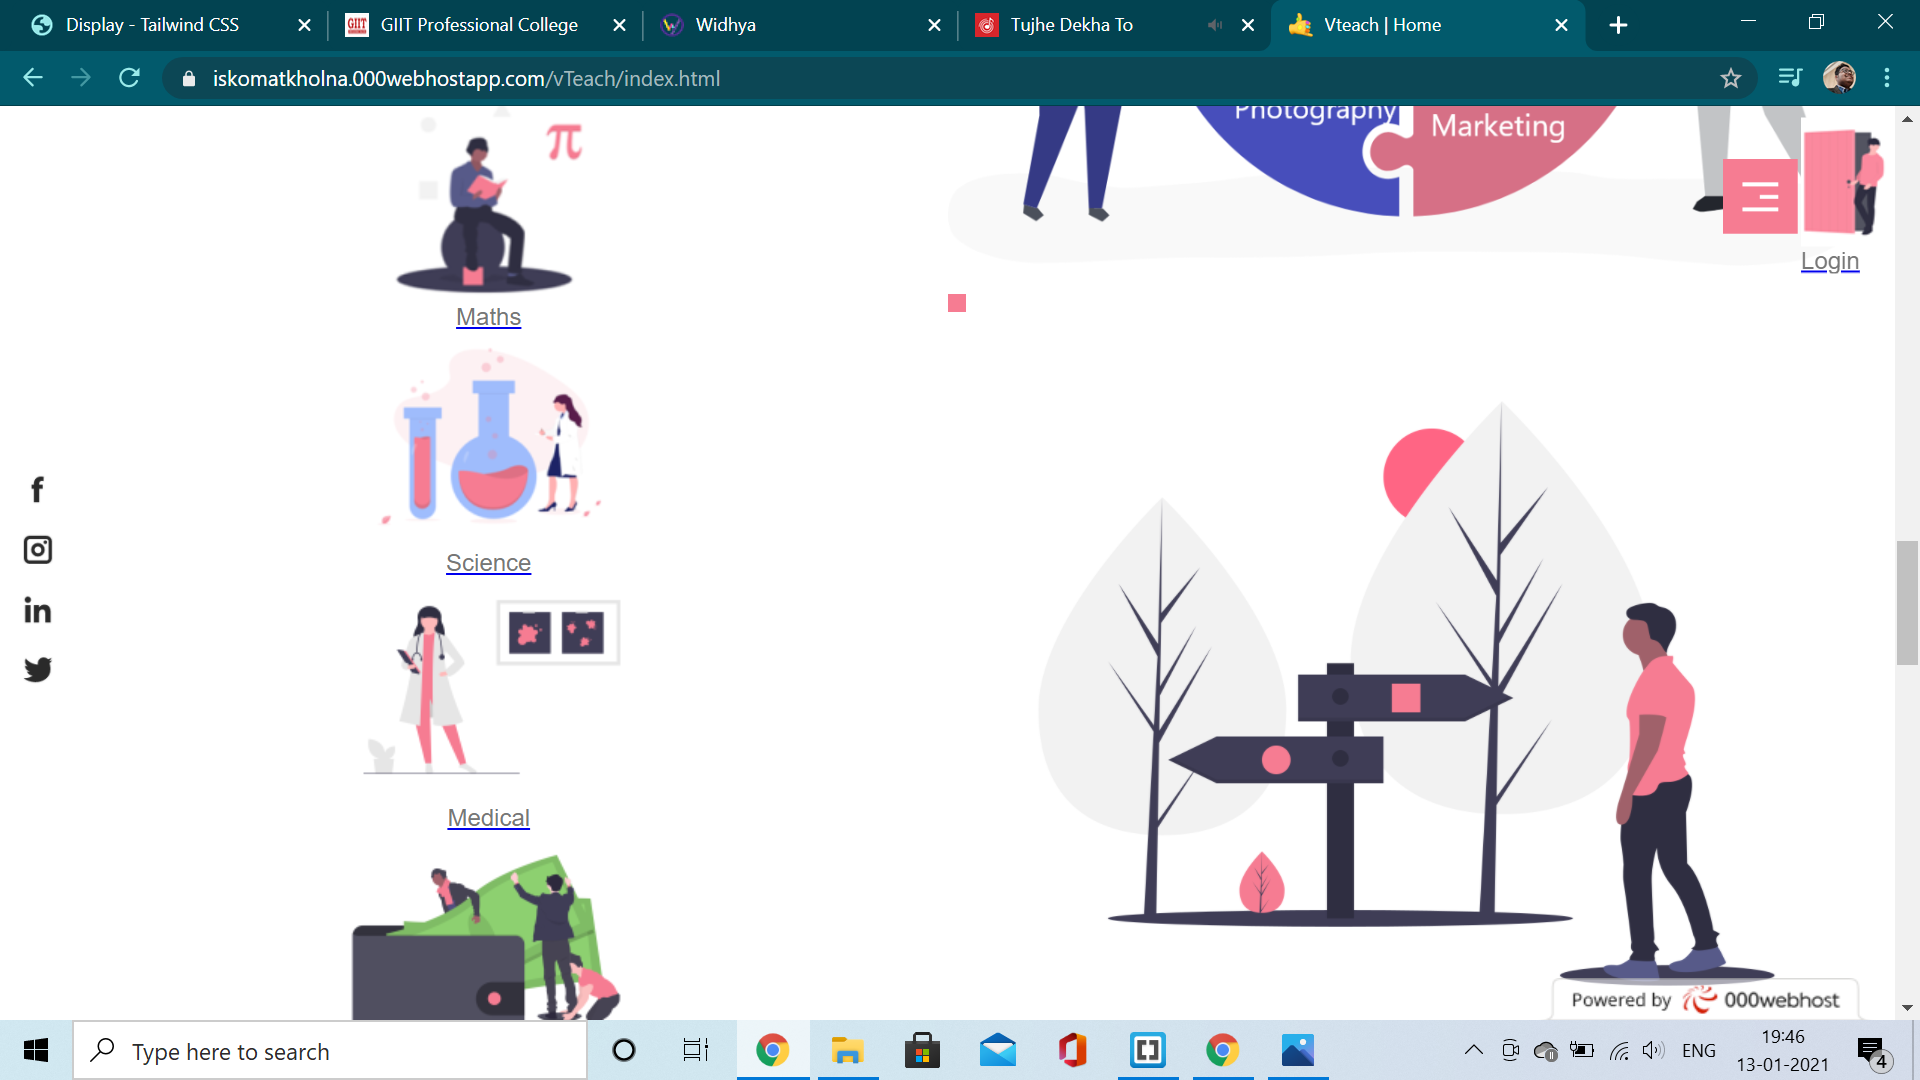 Display - Tailwind CSS
GIIT Professional College
Widhya
Tujhe Dekha To
Vteach | Home
iskomatkholna.000webhostapp.com/vTeach/index.html
Photography
Marketing
π
Login
Maths
Science
Medical
Powered by 000webhost
Type here to search
ENG
19:46
13-01-2021
4